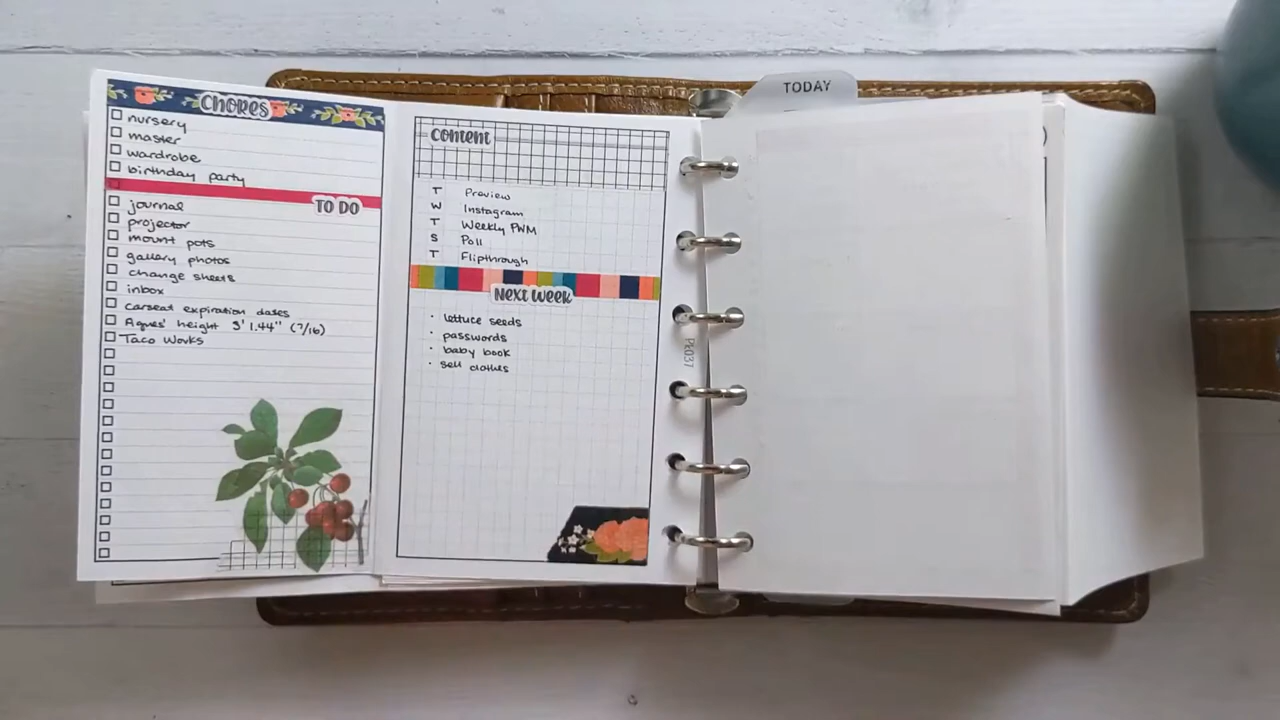 CHORES
nursery
master
wardrobe
birthday party
TO DO
journal
projector
mount pots
gallery photos
change sheets
inbox
carseat expiration dates
Agnes' height 3' 1.44" (7/16)
Taco Works
Content
T Preview
W Instagram
T Weekly PWM
S Poll
T Flipthrough
Next Week
· lettuce seeds
· passwords
· baby book
· sell clothes
PR037
TODAY